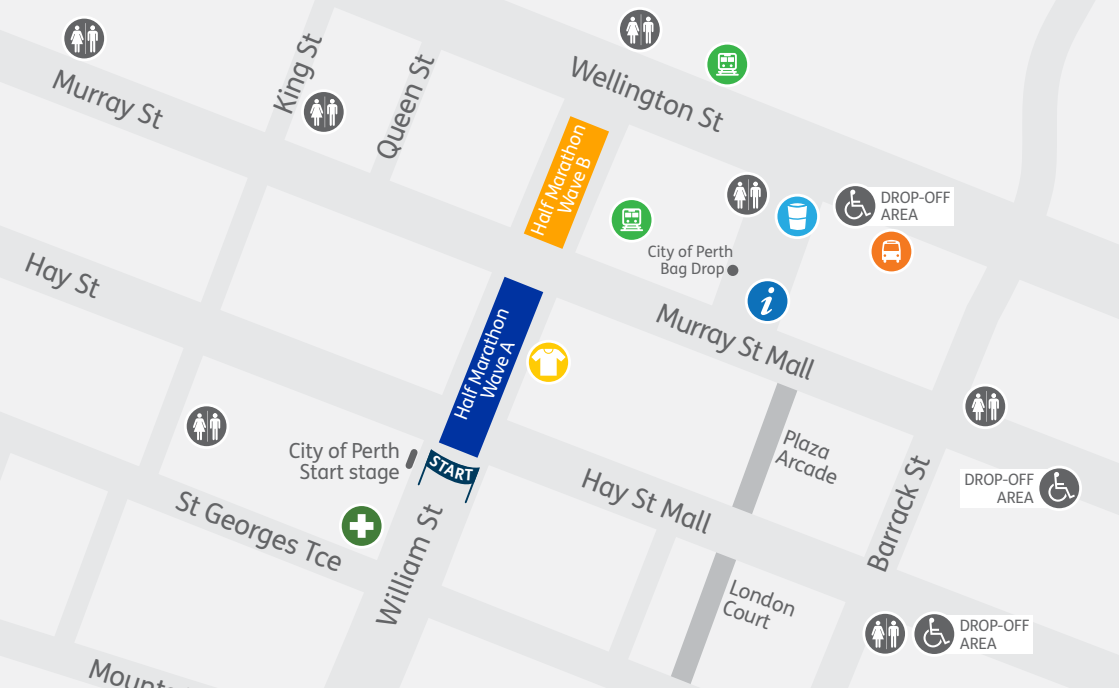 Wellington St
King St
Queen St
Murray St
Half Marathon
Wave B
DROP-OFF
AREA
City of Perth
Bag Drop
i
Hay St
Murray St Mall
Half Marathon
Wave A
City of Perth
Start stage
START
Plaza
Arcade
DROP-OFF
AREA
Hay St Mall
Barrack St
St Georges Tce
William St
London
Court
DROP-OFF
AREA